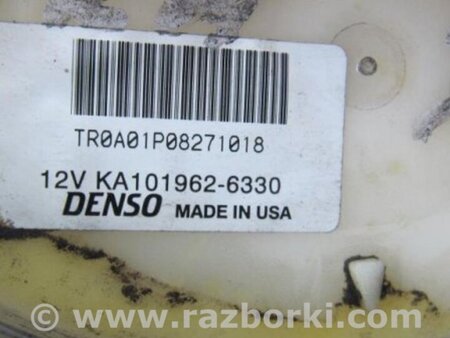 TR0A01P08271018
12V KA101962-6330
DENSO MADE IN USA
www.razborki.com